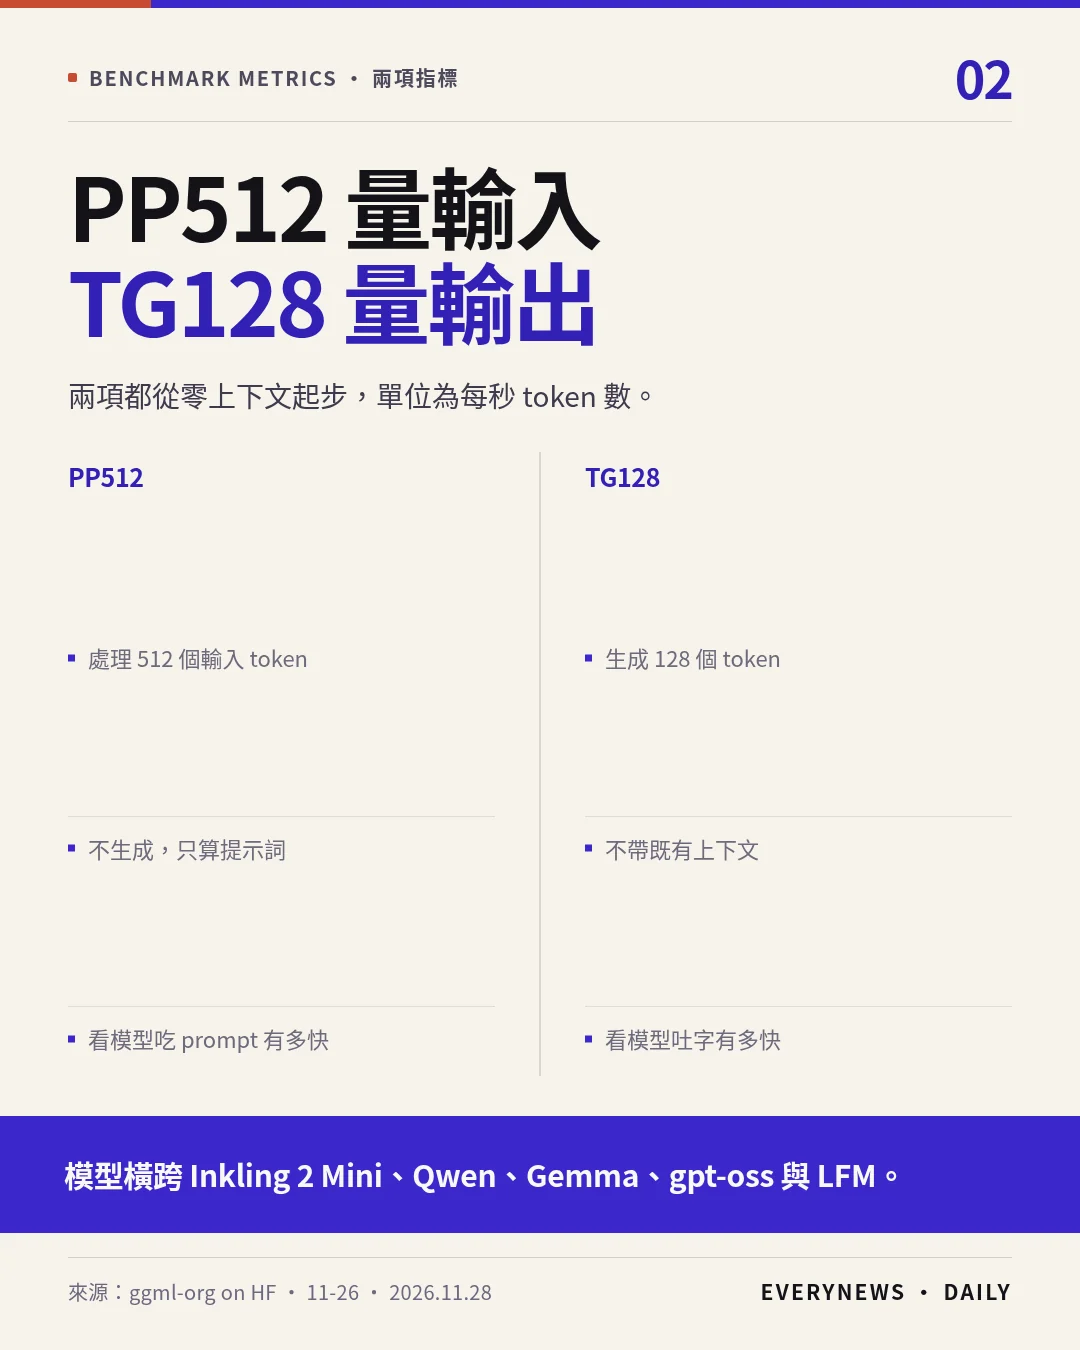 BENCHMARK METRICS • 兩項指標
02
PP512 量輸入
TG128 量輸出
兩項都從零上下文起步，單位為每秒 token 數。
PP512
處理 512 個輸入 token
不生成，只算提示詞
看模型吃 prompt 有多快
TG128
生成 128 個 token
不帶既有上下文
看模型吐字有多快
模型橫跨 Inkling 2 Mini、Qwen、Gemma、gpt-oss 與 LFM。
來源：ggml-org on HF • 11-26 • 2026.11.28
EVERYNEWS • DAILY